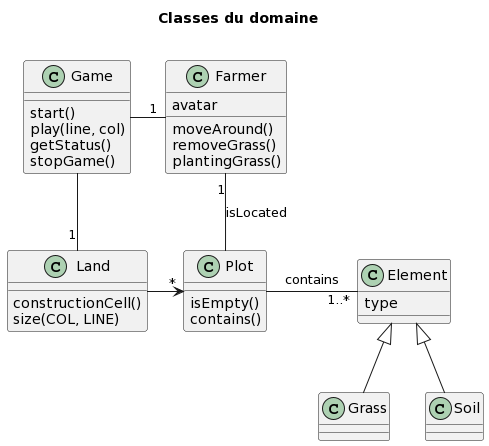 Classes du domaine
C Game
start()
play(line, col)
getStatus()
stopGame()
1
C Farmer
avatar
moveAround()
removeGrass()
plantingGrass()
1
isLocated
1
C Land
constructionCell()
size(COL, LINE)
*
C Plot
isEmpty()
contains()
contains
1..*
C Element
type
C Grass
C Soil